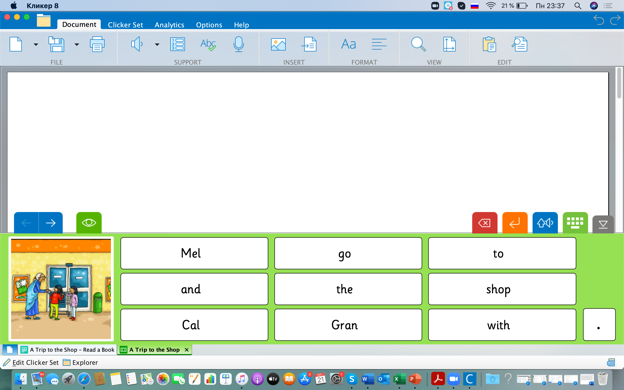 Кликер 8
21 %
Пн 23:37
Document Clicker Set Analytics Options Help
Abc
Aa
FILE SUPPORT INSERT FORMAT VIEW EDIT
Mel go to
and the shop
Cal Gran with .
A Trip to the Shop - Read a Book A Trip to the Shop
Edit Clicker Set Explorer